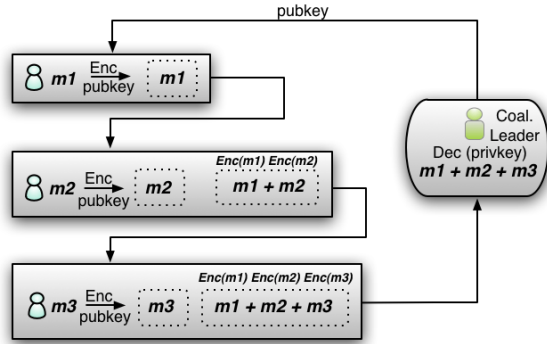 pubkey
m1 Enc pubkey m1
Enc(m1) Enc(m2)
m2 Enc pubkey m2 m1 + m2
Enc(m1) Enc(m2) Enc(m3)
m3 Enc pubkey m3 m1 + m2 + m3
Coal.
Leader
Dec (privkey)
m1 + m2 + m3